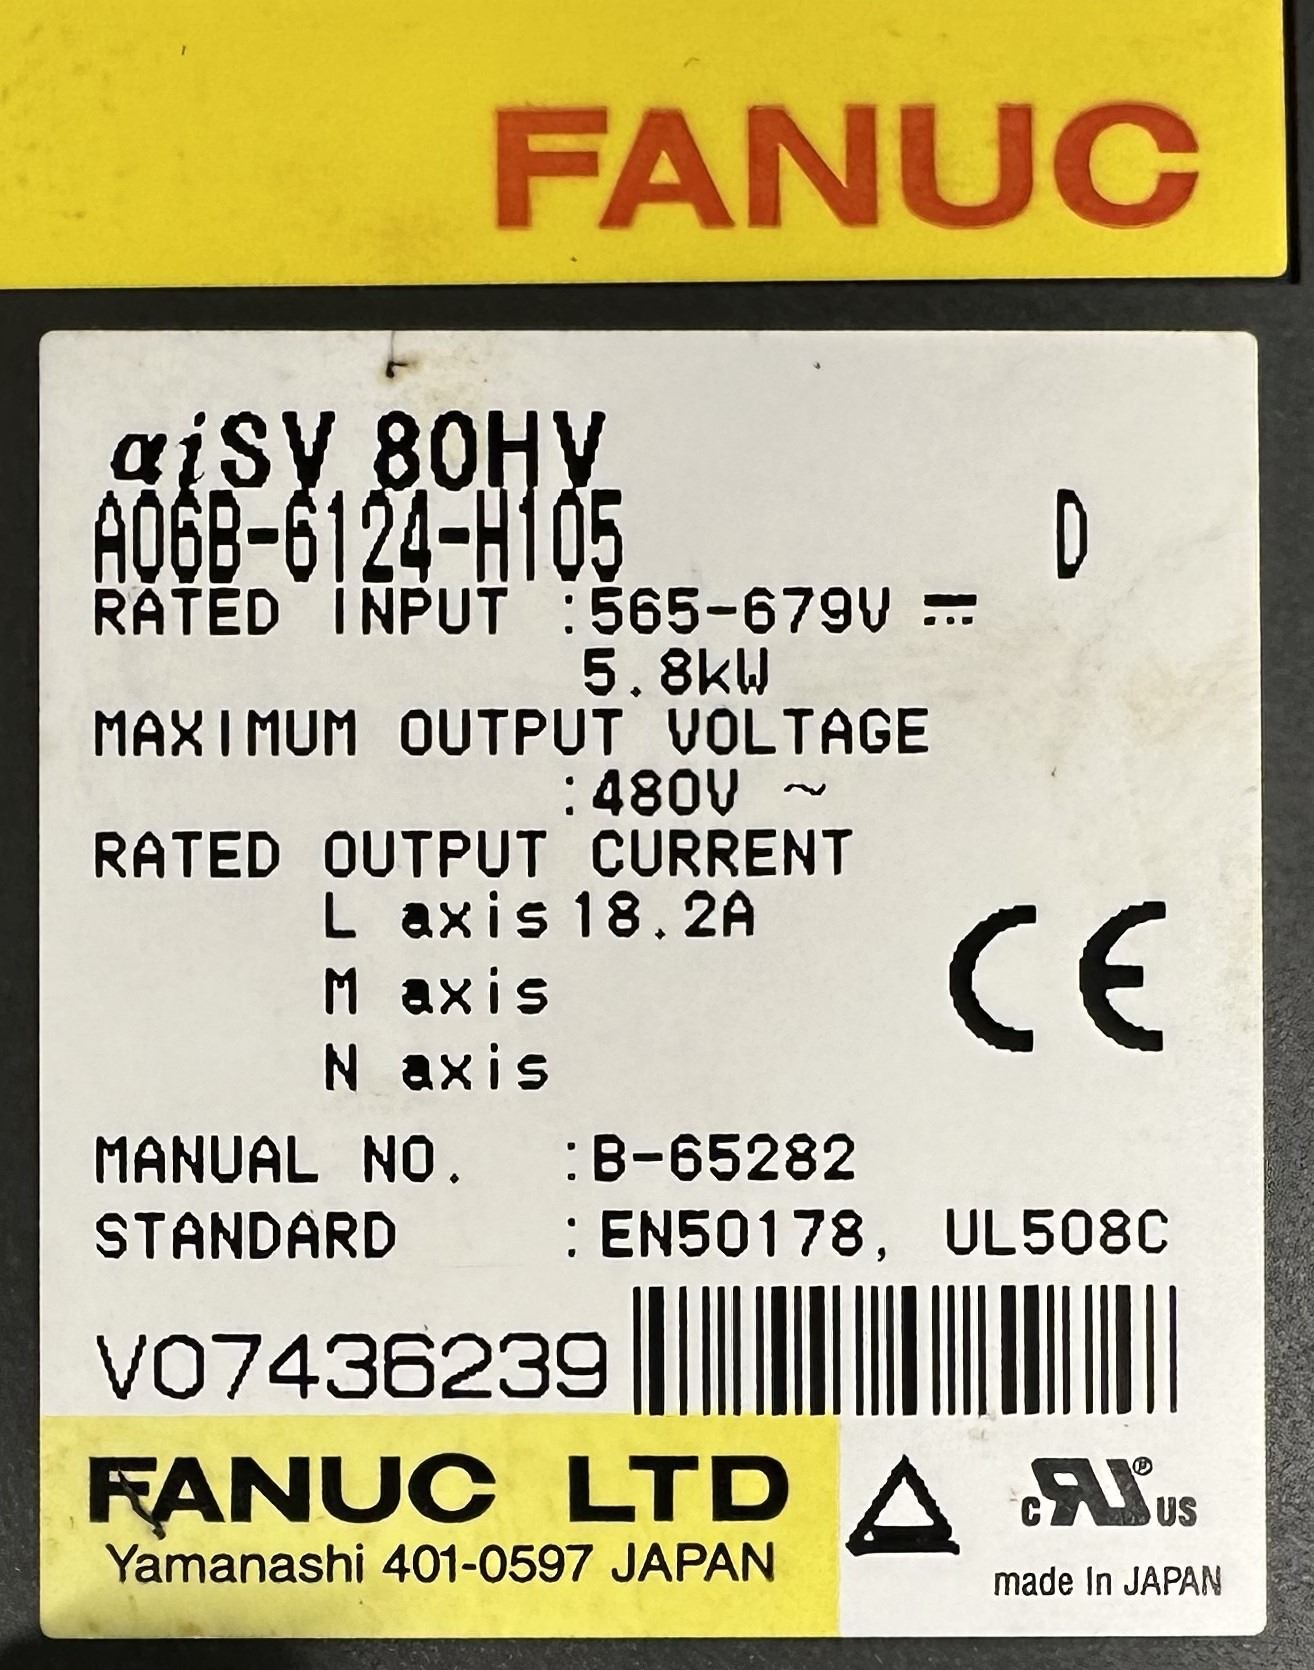 FANUC
αiSV 80HV
A06B-6124-H105 D
RATED INPUT :565-679V ⎓
5.8kW
MAXIMUM OUTPUT VOLTAGE
:480V ~
RATED OUTPUT CURRENT
L axis 18.2A
M axis
N axis
CE
MANUAL NO. :B-65282
STANDARD :EN50178, UL508C
V07436239
FANUC LTD
Yamanashi 401-0597 JAPAN
c RU ® US
made In JAPAN